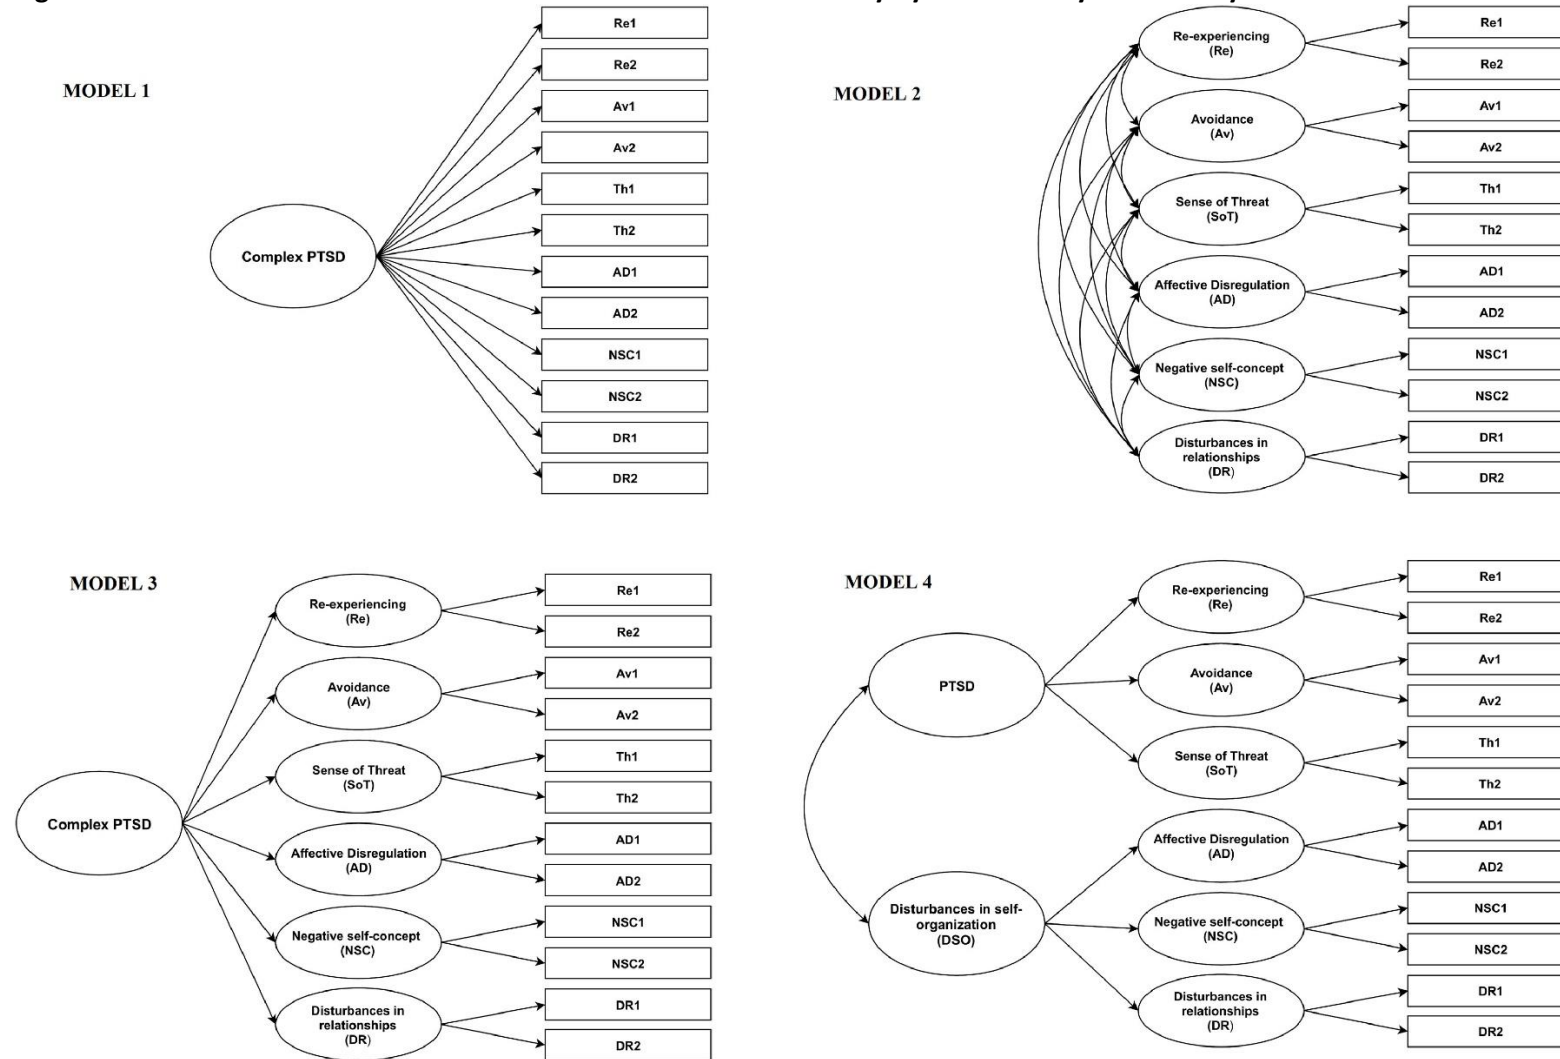 MODEL 1
Complex PTSD
Re1
Re2
Av1
Av2
Th1
Th2
AD1
AD2
NSC1
NSC2
DR1
DR2
MODEL 2
Re-experiencing
(Re)
Avoidance
(Av)
Sense of Threat
(SoT)
Affective Disregulation
(AD)
Negative self-concept
(NSC)
Disturbances in
relationships
(DR)
Re1
Re2
Av1
Av2
Th1
Th2
AD1
AD2
NSC1
NSC2
DR1
DR2
MODEL 3
Complex PTSD
Re-experiencing
(Re)
Avoidance
(Av)
Sense of Threat
(SoT)
Affective Disregulation
(AD)
Negative self-concept
(NSC)
Disturbances in
relationships
(DR)
Re1
Re2
Av1
Av2
Th1
Th2
AD1
AD2
NSC1
NSC2
DR1
DR2
MODEL 4
PTSD
Disturbances in self-
organization
(DSO)
Re-experiencing
(Re)
Avoidance
(Av)
Sense of Threat
(SoT)
Affective Disregulation
(AD)
Negative self-concept
(NSC)
Disturbances in
relationships
(DR)
Re1
Re2
Av1
Av2
Th1
Th2
AD1
AD2
NSC1
NSC2
DR1
DR2